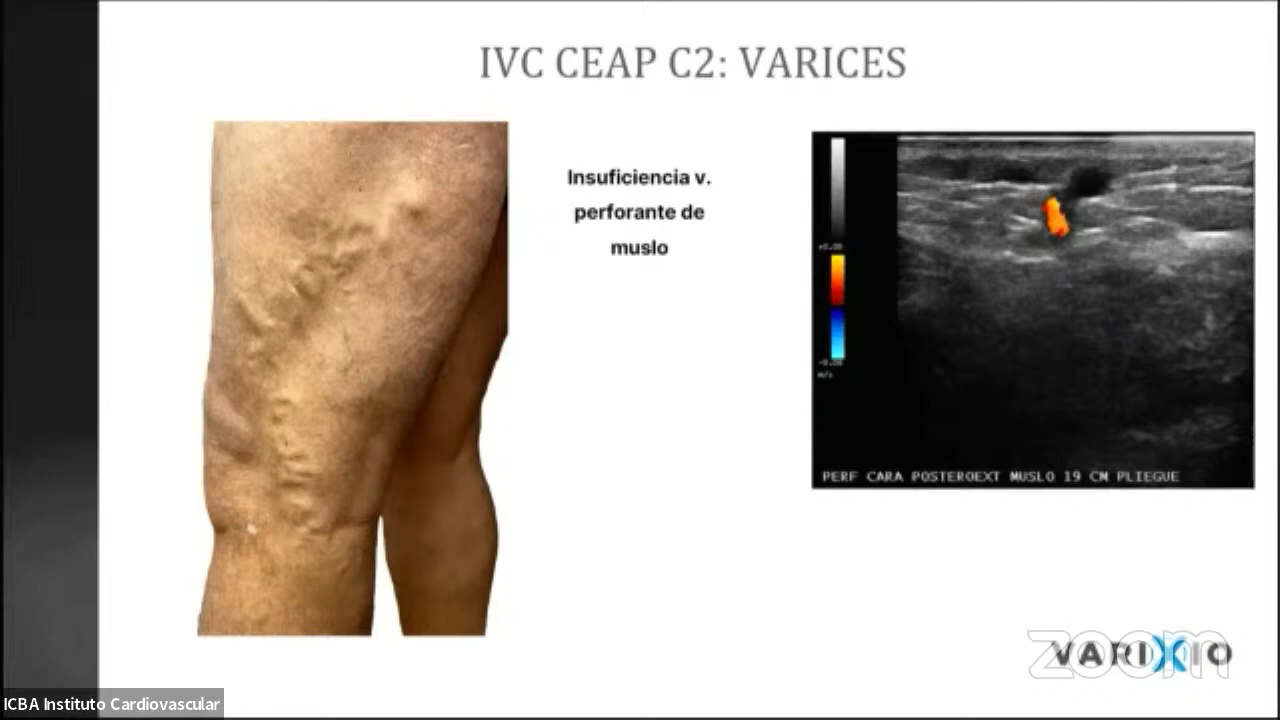 IVC CEAP C2: VARICES
Insuficiencia v.
perforante de
muslo
m/s
PERF CARA POSTEROEXT MUSLO 19 CM PLIEGUE
zoom
VARIXIO
ICBA Instituto Cardiovascular